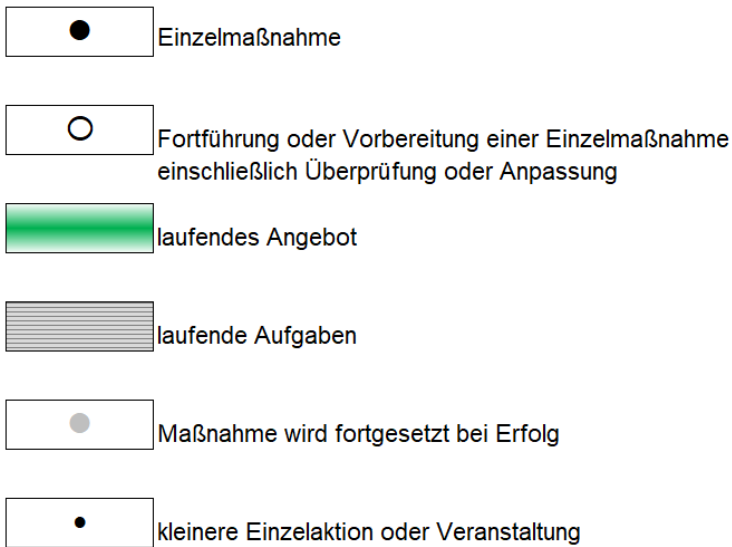 Einzelmaßnahme
Fortführung oder Vorbereitung einer Einzelmaßnahme
einschließlich Überprüfung oder Anpassung
laufendes Angebot
laufende Aufgaben
Maßnahme wird fortgesetzt bei Erfolg
kleinere Einzelaktion oder Veranstaltung